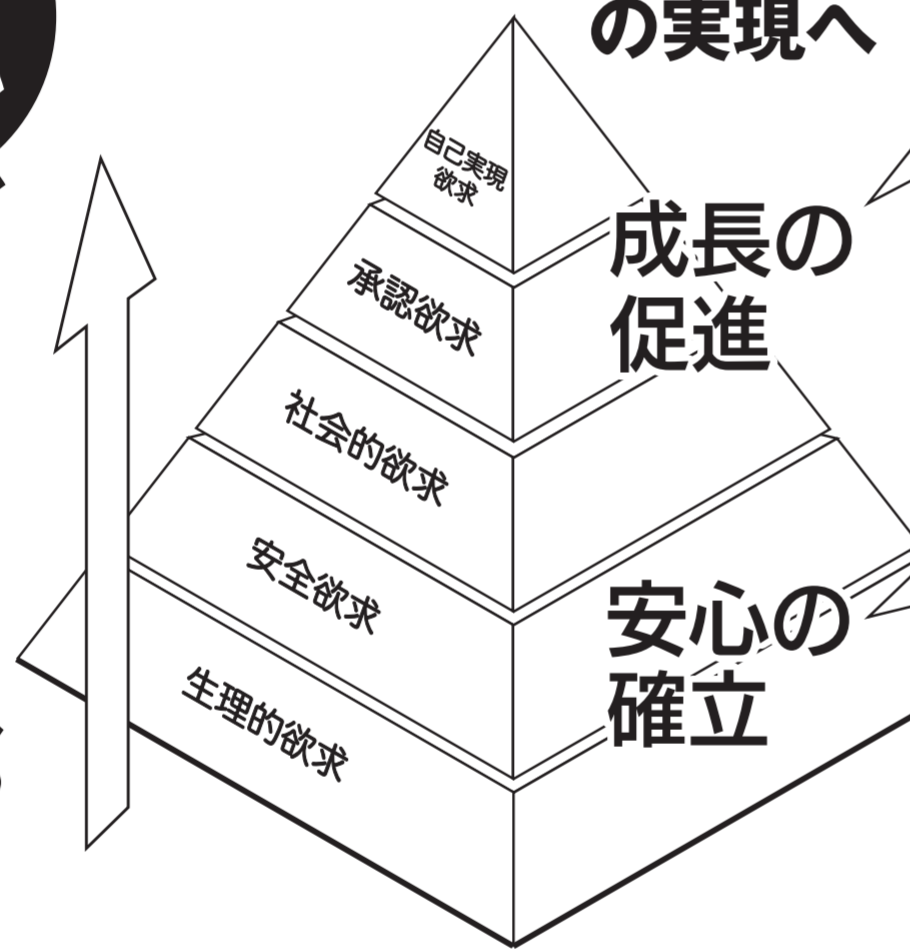 の実現へ
自己実現
欲求
承認欲求
成長の
促進
社会的欲求
安全欲求
安心の
確立
生理的欲求